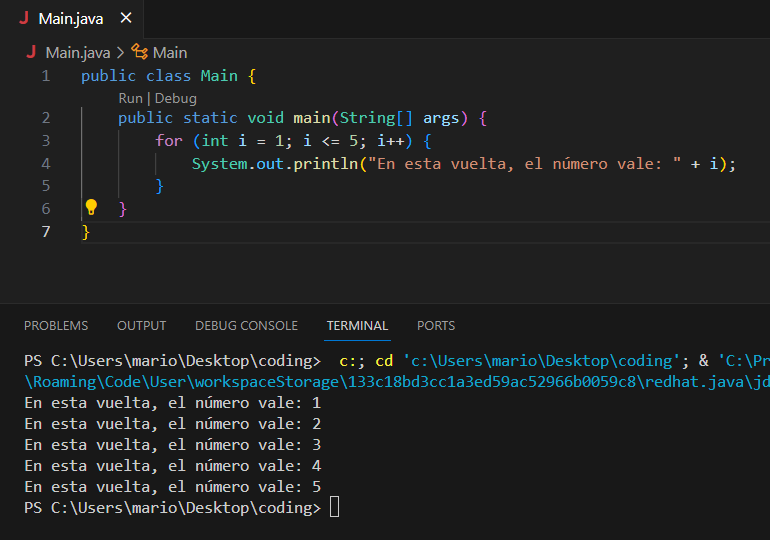 Main.java
Main.java > Main
1 public class Main {
Run | Debug
2 public static void main(String[] args) {
3 for (int i = 1; i <= 5; i++) {
4 System.out.println("En esta vuelta, el número vale: " + i);
5 }
6 }
7 }
PROBLEMS OUTPUT DEBUG CONSOLE TERMINAL PORTS
PS C:\Users\mario\Desktop\coding> c:; cd 'c:\Users\mario\Desktop\coding'; & 'C:\Pr
\Roaming\Code\User\workspaceStorage\133c18bd3cc1a3ed59ac52966b0059c8\redhat.java\jd
En esta vuelta, el número vale: 1
En esta vuelta, el número vale: 2
En esta vuelta, el número vale: 3
En esta vuelta, el número vale: 4
En esta vuelta, el número vale: 5
PS C:\Users\mario\Desktop\coding>